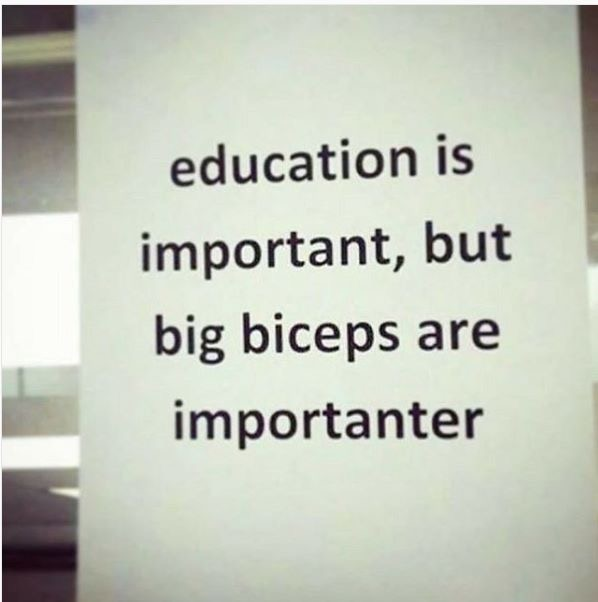 education is
important, but
big biceps are
importanter